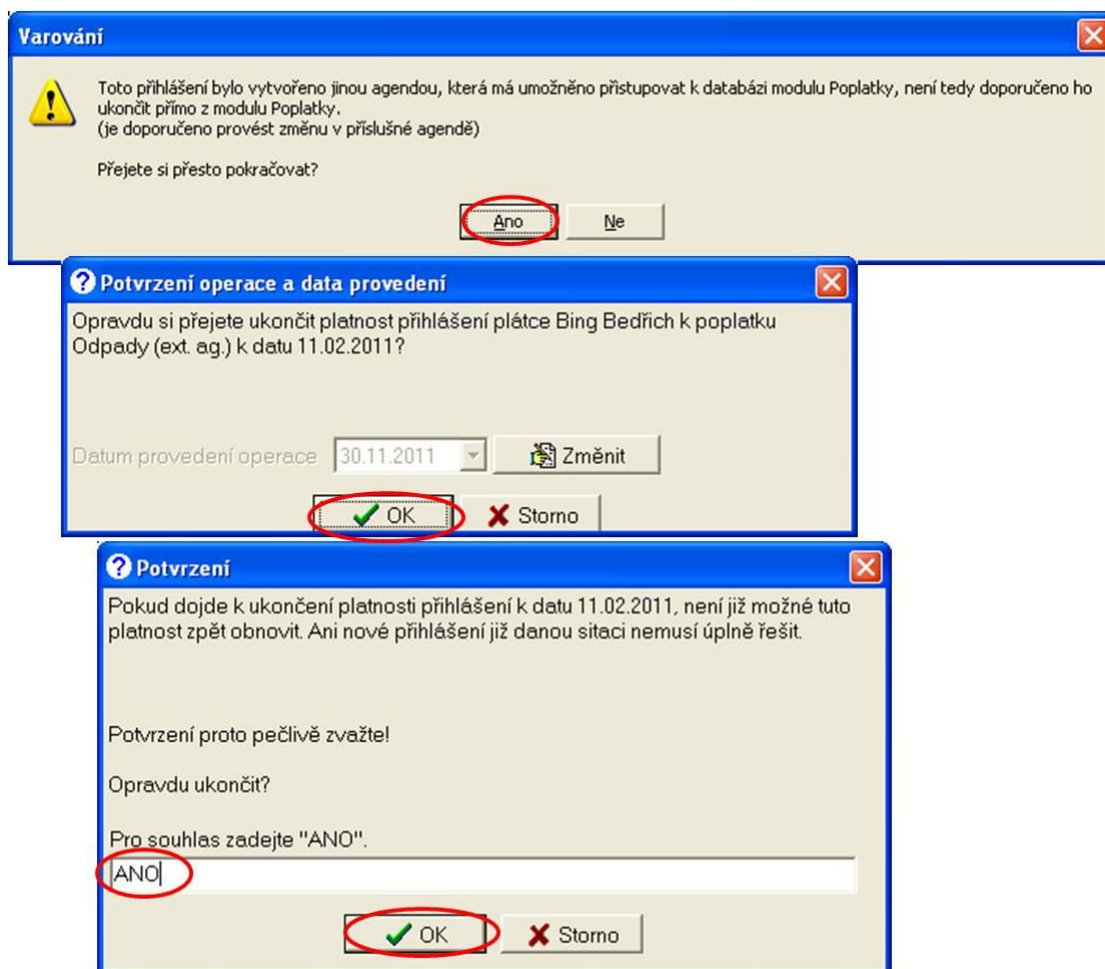 Varování
Toto přihlášení bylo vytvořeno jinou agendou, která má umožněno přistupovat k databázi modulu Poplatky, není tedy doporučeno ho
ukončit přímo z modulu Poplatky.
(je doporučeno provést změnu v příslušné agendě)
Přejete si přesto pokračovat?
Ano Ne
Potvrzení operace a data provedení
Opravdu si přejete ukončit platnost přihlášení plátce Bing Bedřich k poplatku
Odpady (ext. ag.) k datu 11.02.2011?
Datum provedení operace 30.11.2011 Změnit
OK Storno
Potvrzení
Pokud dojde k ukončení platnosti přihlášení k datu 11.02.2011, není již možné tuto
platnost zpět obnovit. Ani nové přihlášení již danou sitaci nemusí úplně řešit.
Potvrzení proto pečlivě zvažte!
Opravdu ukončit?
Pro souhlas zadejte "ANO".
ANO
OK Storno